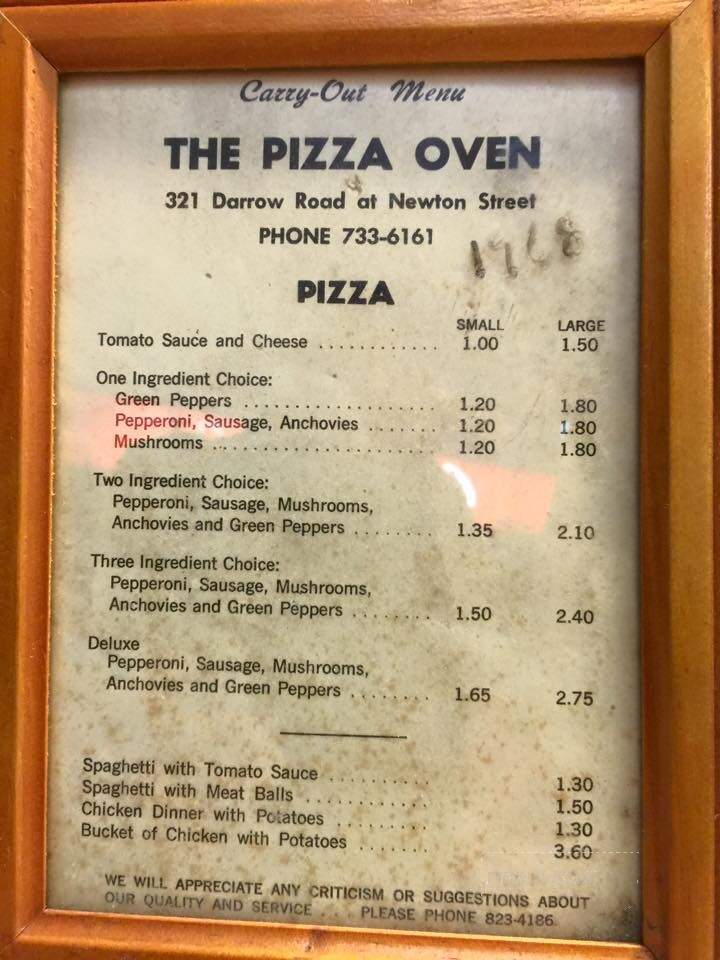 Carry-Out Menu
THE PIZZA OVEN
321 Darrow Road at Newton Street
PHONE 733-6161
1968
PIZZA
SMALL LARGE
Tomato Sauce and Cheese ............ 1.00 1.50
One Ingredient Choice:
Green Peppers .................... 1.20 1.80
Pepperoni, Sausage, Anchovies ....... 1.20 1.80
Mushrooms ....................... 1.20 1.80
Two Ingredient Choice:
Pepperoni, Sausage, Mushrooms,
Anchovies and Green Peppers ........ 1.35 2.10
Three Ingredient Choice:
Pepperoni, Sausage, Mushrooms,
Anchovies and Green Peppers ........ 1.50 2.40
Deluxe
Pepperoni, Sausage, Mushrooms,
Anchovies and Green Peppers ........ 1.65 2.75
Spaghetti with Tomato Sauce .......... 1.30
Spaghetti with Meat Balls ............ 1.50
Chicken Dinner with Potatoes ......... 1.30
Bucket of Chicken with Potatoes ....... 3.60
WE WILL APPRECIATE ANY CRITICISM OR SUGGESTIONS ABOUT
OUR QUALITY AND SERVICE ... PLEASE PHONE 823-4186